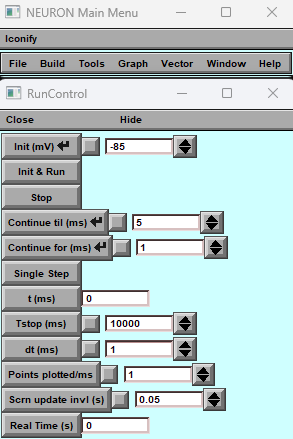 NEURON Main Menu
Iconify
File Build Tools Graph Vector Window Help
RunControl
Close Hide
Init (mV) -85
Init & Run
Stop
Continue til (ms) 5
Continue for (ms) 1
Single Step
t (ms) 0
Tstop (ms) 10000
dt (ms) 1
Points plotted/ms 1
Scrn update invl (s) 0.05
Real Time (s) 0